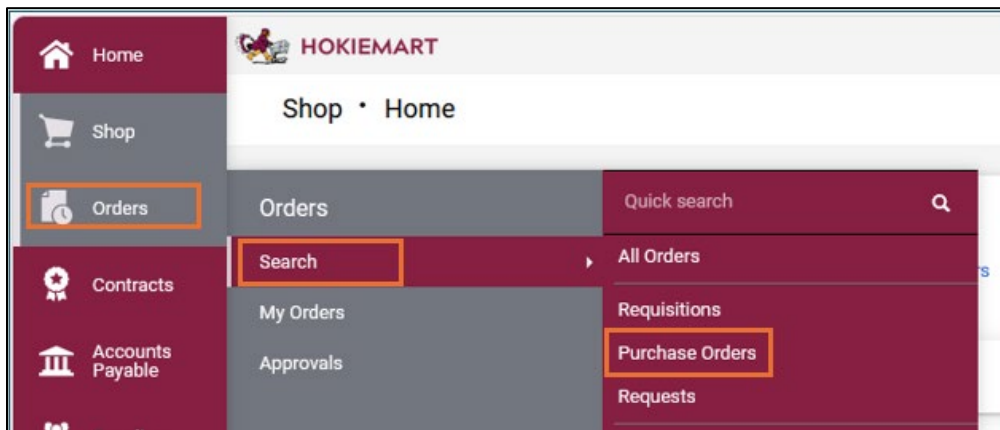 Home
HOKIEMART
Shop · Home
Shop
Orders
Contracts
Accounts
Payable
Orders
Search
My Orders
Approvals
Quick search
All Orders
Requisitions
Purchase Orders
Requests